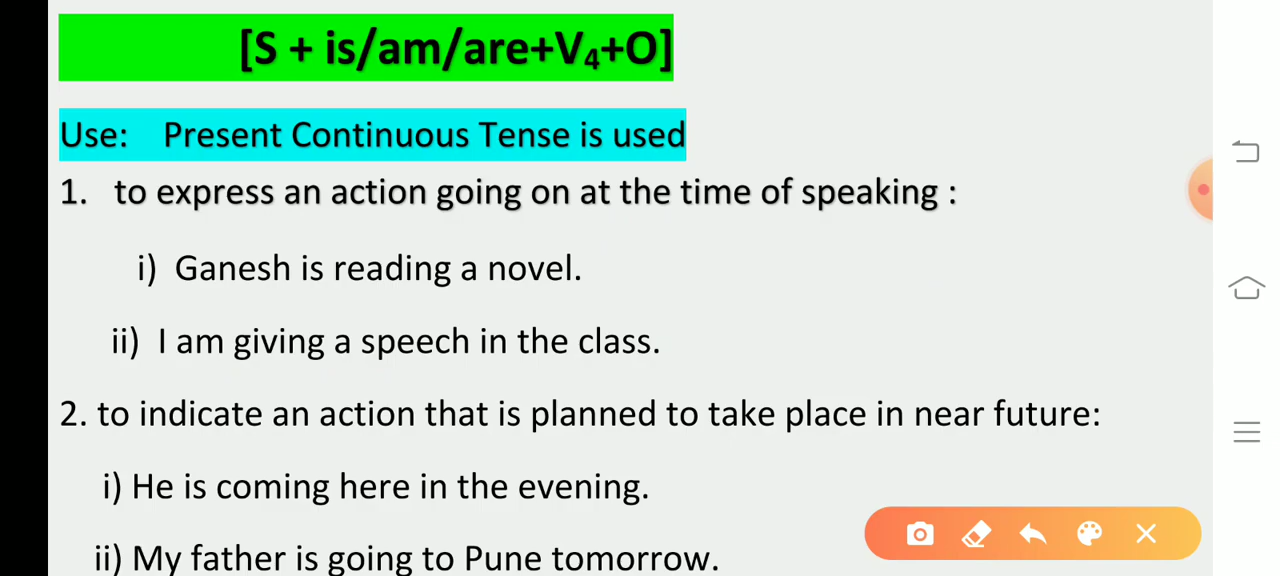 [S + is/am/are+V₄+O]
Use: Present Continuous Tense is used
1. to express an action going on at the time of speaking :
i) Ganesh is reading a novel.
ii) I am giving a speech in the class.
2. to indicate an action that is planned to take place in near future:
i) He is coming here in the evening.
ii) My father is going to Pune tomorrow.